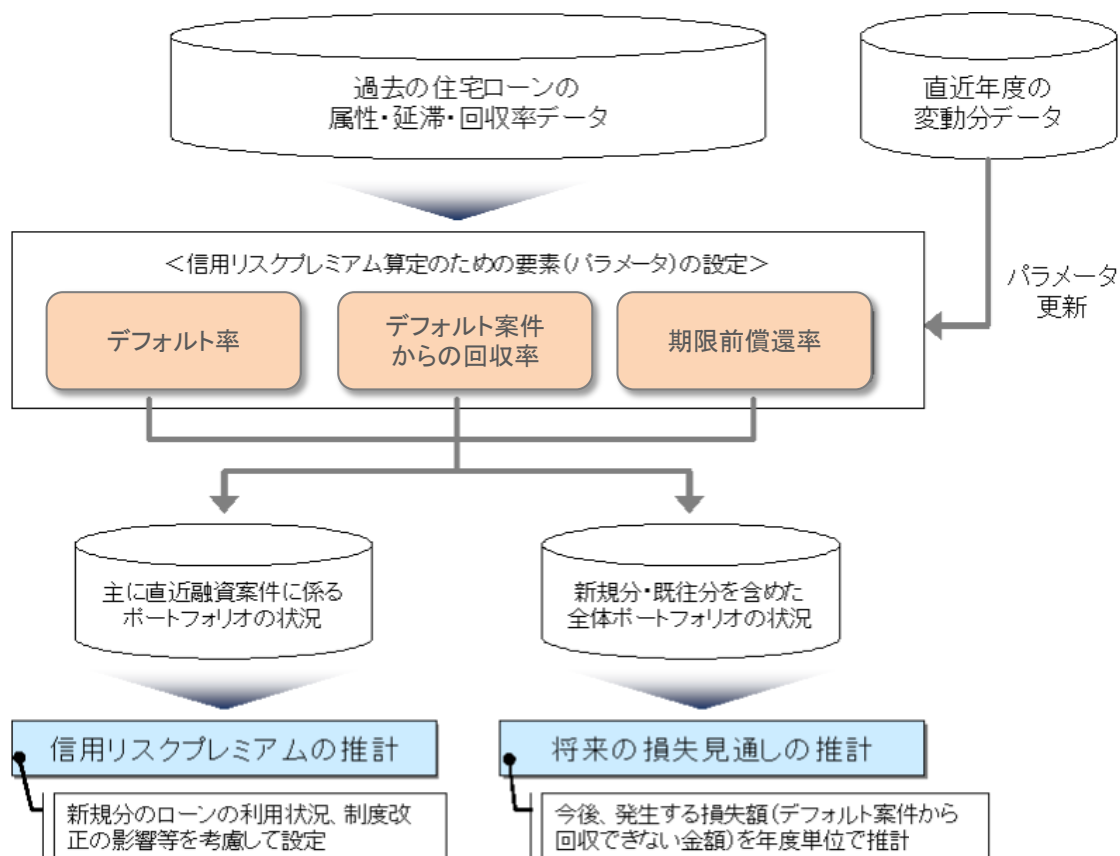 過去の住宅ローンの
属性・延滞・回収率データ
直近年度の
変動分データ
<信用リスクプレミアム算定のための要素(パラメータ)の設定>
パラメータ
更新
デフォルト率
デフォルト案件
からの回収率
期限前償還率
主に直近融資案件に係る
ポートフォリオの状況
新規分・既往分を含めた
全体ポートフォリオの状況
信用リスクプレミアムの推計
新規分のローンの利用状況、制度改
正の影響等を考慮して設定
将来の損失見通しの推計
今後、発生する損失額(デフォルト案件から
回収できない金額)を年度単位で推計